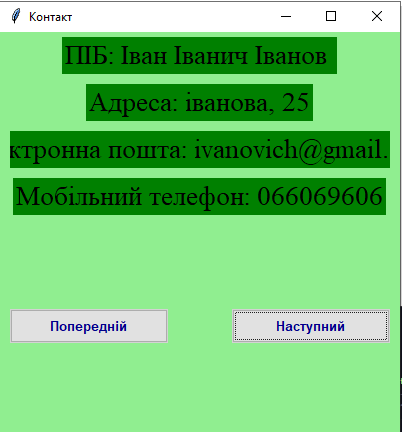 Контакт
ПІБ: Іван Іванич Іванов
Адреса: іванова, 25
ктронна пошта: ivanovich@gmail.
Мобільний телефон: 066069606
Попередній
Наступний